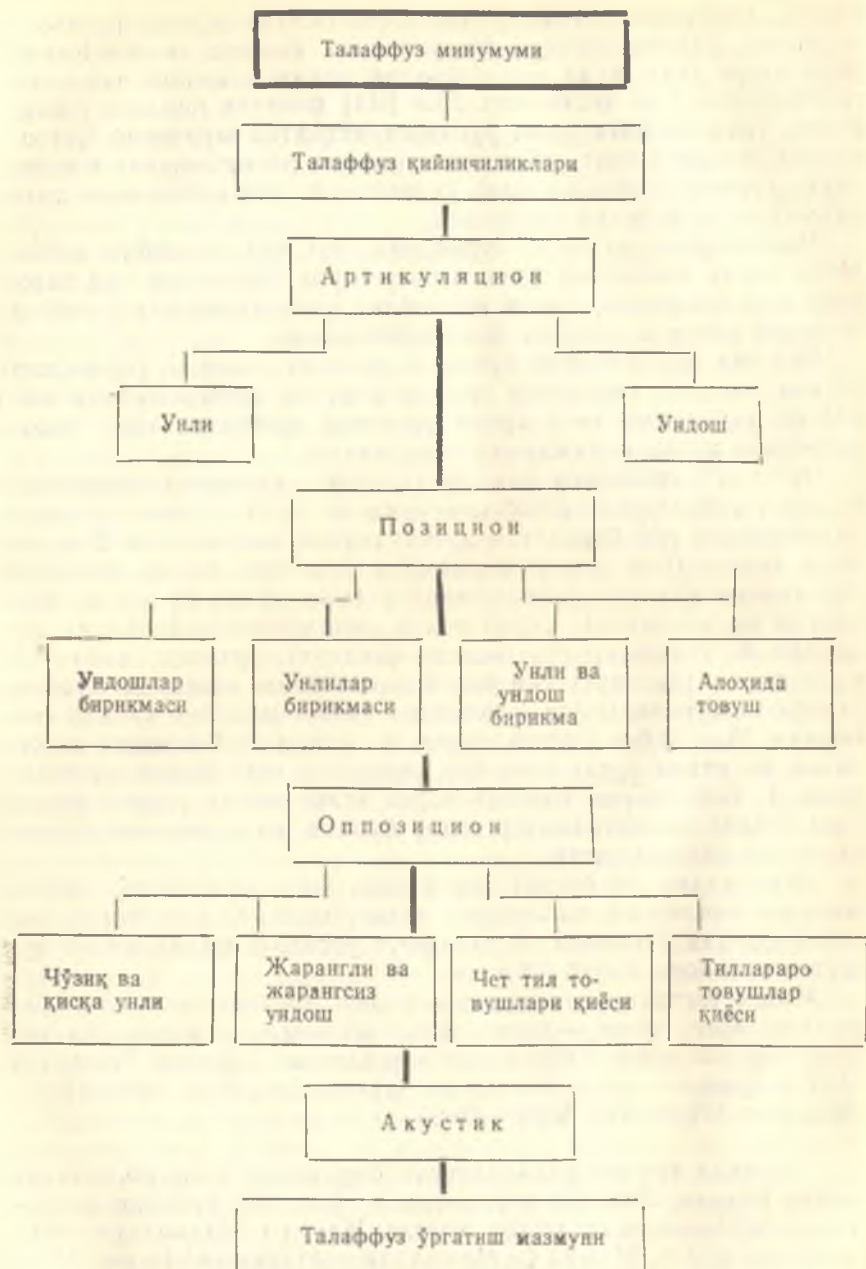 Талаффуз минумуми
Талаффуз қийинчиликлари
Артикуляцион
Унли
Ундош
Позицион
Ундошлар
бирикмаси
Унлилар
бирикмаси
Унли ва
ундош
бирикма
Алоҳида
товуш
Оппозицион
Чўзиқ ва
қисқа унли
Жарангли ва
жарангсиз
ундош
Чет тил то-
вушлари қиёси
Тиллараро
товушлар
қиёси
Акустик
Талаффуз ўргатиш мазмуни